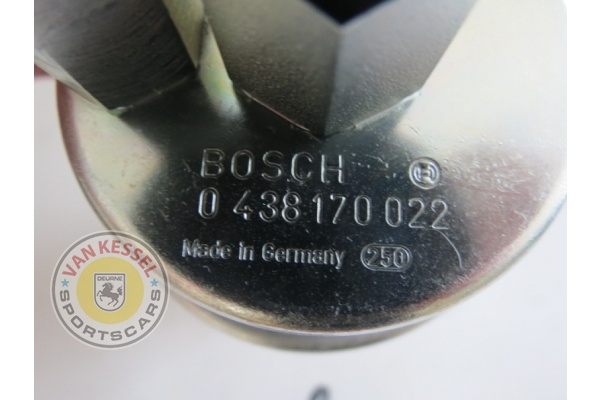 BOSCH
0 438 170 022
Made in Germany 250
VAN KESSEL
DEURNE
SPORTSCARS